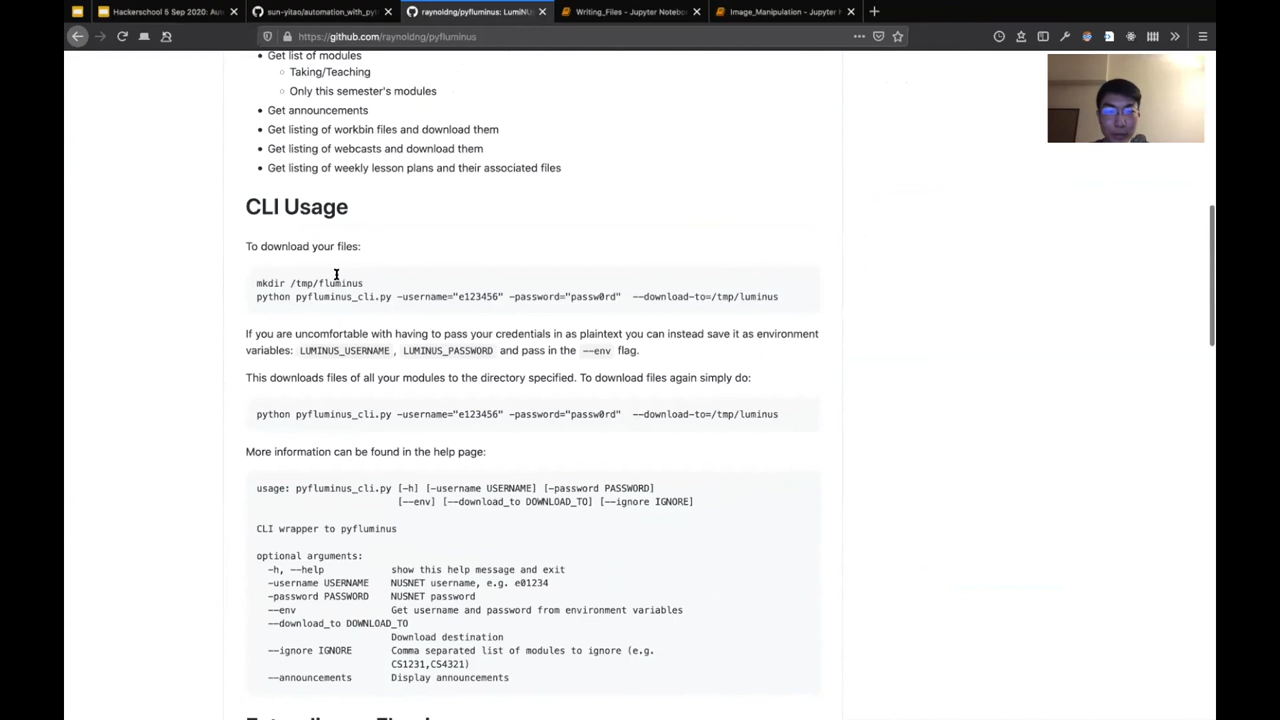 Hackerschool 5 Sep 2020: Au
sun-yitao/automation_with_pyt
raynoldng/pyfluminus: LumiNU
Writing_Files - Jupyter Notebo
Image_Manipulation - Jupyter N
https://github.com/raynoldng/pyfluminus
Get list of modules
Taking/Teaching
Only this semester's modules
Get announcements
Get listing of workbin files and download them
Get listing of webcasts and download them
Get listing of weekly lesson plans and their associated files
CLI Usage
To download your files:
mkdir /tmp/fluminus
python pyfluminus_cli.py -username="e123456" -password="passw0rd" --download-to=/tmp/luminus
If you are uncomfortable with having to pass your credentials in as plaintext you can instead save it as environment
variables: LUMINUS_USERNAME, LUMINUS_PASSWORD and pass in the --env flag.
This downloads files of all your modules to the directory specified. To download files again simply do:
python pyfluminus_cli.py -username="e123456" -password="passw0rd" --download-to=/tmp/luminus
More information can be found in the help page:
usage: pyfluminus_cli.py [-h] [-username USERNAME] [-password PASSWORD]
[--env] [--download_to DOWNLOAD_TO] [--ignore IGNORE]
CLI wrapper to pyfluminus
optional arguments:
-h, --help show this help message and exit
-username USERNAME NUSNET username, e.g. e01234
-password PASSWORD NUSNET password
--env Get username and password from environment variables
--download_to DOWNLOAD_TO
Download destination
--ignore IGNORE Comma separated list of modules to ignore (e.g.
CS1231,CS4321)
--announcements Display announcements